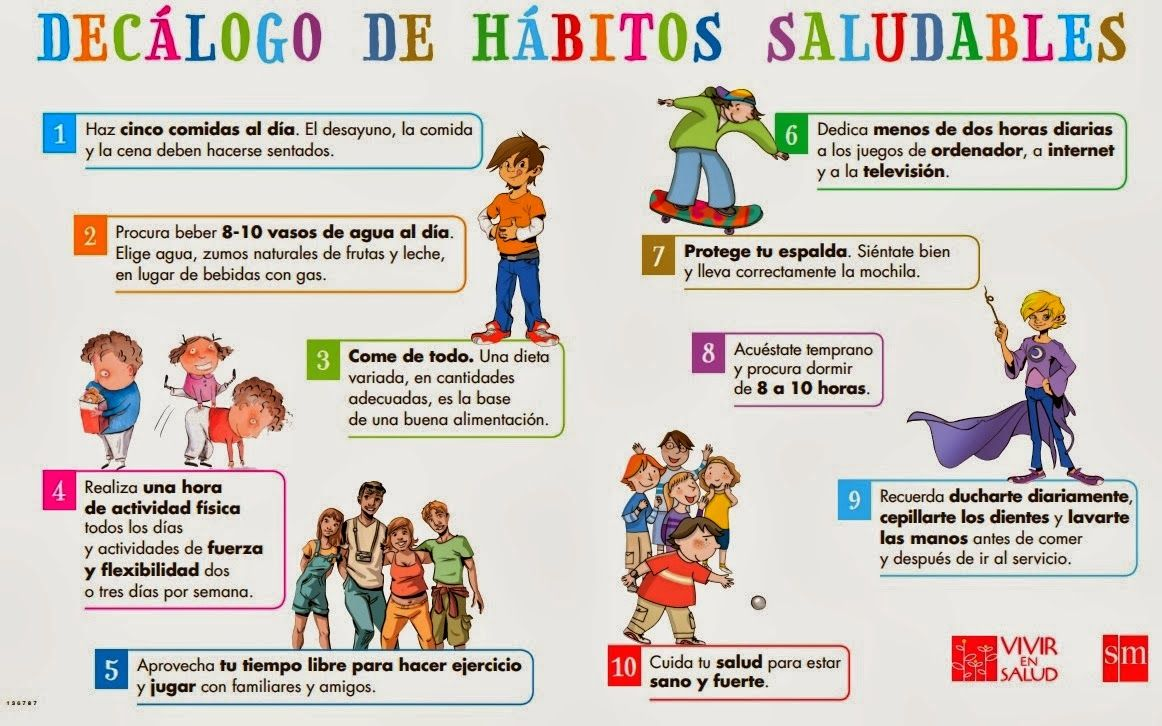 DECÁLOGO DE HÁBITOS SALUDABLES
1
Haz cinco comidas al día. El desayuno, la comida
y la cena deben hacerse sentados.
2
Procura beber 8-10 vasos de agua al día.
Elige agua, zumos naturales de frutas y leche,
en lugar de bebidas con gas.
3
Come de todo. Una dieta
variada, en cantidades
adecuadas, es la base
de una buena alimentación.
4
Realiza una hora
de actividad física
todos los días
y actividades de fuerza
y flexibilidad dos
o tres días por semana.
5
Aprovecha tu tiempo libre para hacer ejercicio
y jugar con familiares y amigos.
6
Dedica menos de dos horas diarias
a los juegos de ordenador, a internet
y a la televisión.
7
Protege tu espalda. Siéntate bien
y lleva correctamente la mochila.
8
Acuéstate temprano
y procura dormir
de 8 a 10 horas.
9
Recuerda ducharte diariamente,
cepillarte los dientes y lavarte
las manos antes de comer
y después de ir al servicio.
10
Cuida tu salud para estar
sano y fuerte.
VIVIR
EN
SALUD
sm